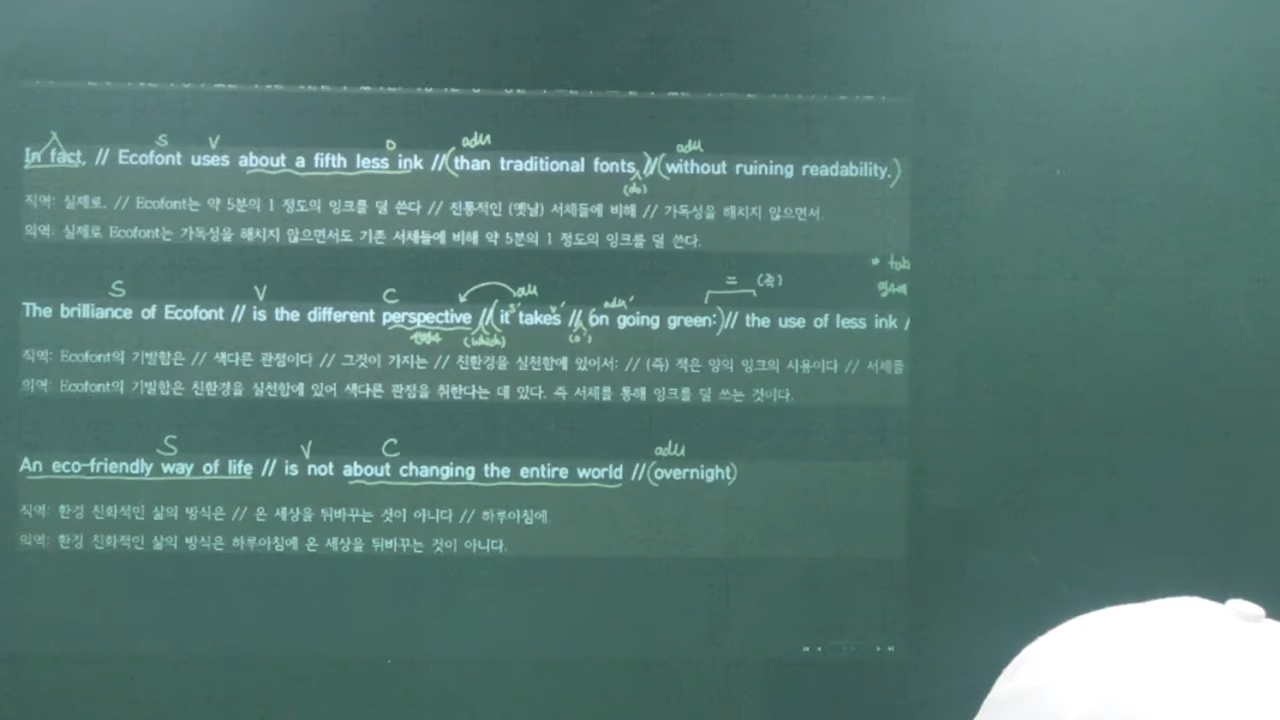 S V O adv adv
In fact, // Ecofont uses about a fifth less ink //(than traditional fonts,)//(without ruining readability.)
(do)
직역: 실제로, // Ecofont는 약 5분의 1 정도의 잉크를 덜 쓴다 // 전통적인 (옛날) 서체들에 비해 // 가독성을 해치지 않으면서.
의역: 실제로 Ecofont는 가독성을 해치지 않으면서도 기존 서체들에 비해 약 5분의 1 정도의 잉크를 덜 쓴다.
S V C s' v' adv' = (즉)
The brilliance of Ecofont // is the different perspective //(it takes // (on going green:)// the use of less ink /
(which) (o')
직역: Ecofont의 기발함은 // 색다른 관점이다 // 그것이 가지는 // 친환경을 실천함에 있어서: // (즉) 적은 양의 잉크의 사용이다 // 서체를
의역: Ecofont의 기발함은 친환경을 실천함에 있어 색다른 관점을 취한다는 데 있다. 즉 서체를 통해 잉크를 덜 쓰는 것이다.
S V C adv
An eco-friendly way of life // is not about changing the entire world //(overnight)
직역: 환경 친화적인 삶의 방식은 // 온 세상을 뒤바꾸는 것이 아니다 // 하루아침에
의역: 환경 친화적인 삶의 방식은 하루아침에 온 세상을 뒤바꾸는 것이 아니다.